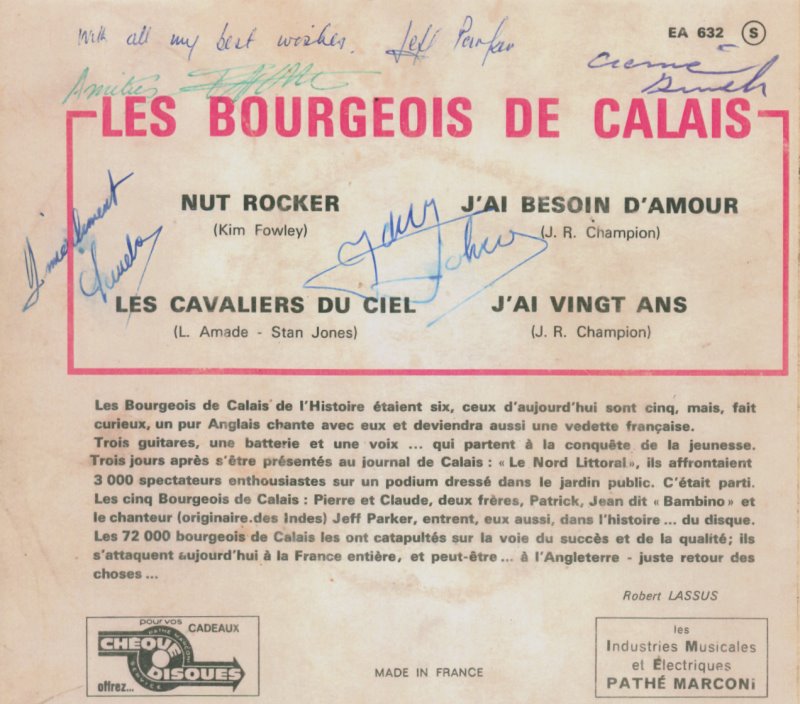 With all my best wishes. Jeff Parker
EA 632 S
Amitiés
LES BOURGEOIS DE CALAIS
NUT ROCKER
(Kim Fowley)
J'AI BESOIN D'AMOUR
(J. R. Champion)
LES CAVALIERS DU CIEL
(L. Amade - Stan Jones)
J'AI VINGT ANS
(J. R. Champion)
Les Bourgeois de Calais de l'Histoire étaient six, ceux d'aujourd'hui sont cinq, mais, fait
curieux, un pur Anglais chante avec eux et deviendra aussi une vedette française.
Trois guitares, une batterie et une voix ... qui partent à la conquête de la jeunesse.
Trois jours après s'être présentés au journal de Calais : « Le Nord Littoral », ils affrontaient
3 000 spectateurs enthousiastes sur un podium dressé dans le jardin public. C'était parti.
Les cinq Bourgeois de Calais : Pierre et Claude, deux frères, Patrick, Jean dit « Bambino » et
le chanteur (originaire des Indes) Jeff Parker, entrent, eux aussi, dans l'histoire ... du disque.
Les 72 000 bourgeois de Calais les ont catapultés sur la voie du succès et de la qualité; ils
s'attaquent aujourd'hui à la France entière, et peut-être ... à l'Angleterre - juste retour des
choses ...
Robert LASSUS
pour vos CADEAUX
PATHÉ MARCONI
CHEQUE
DISQUES
SERVICE
offrez...
MADE IN FRANCE
les
Industries Musicales
et Électriques
PATHÉ MARCONI